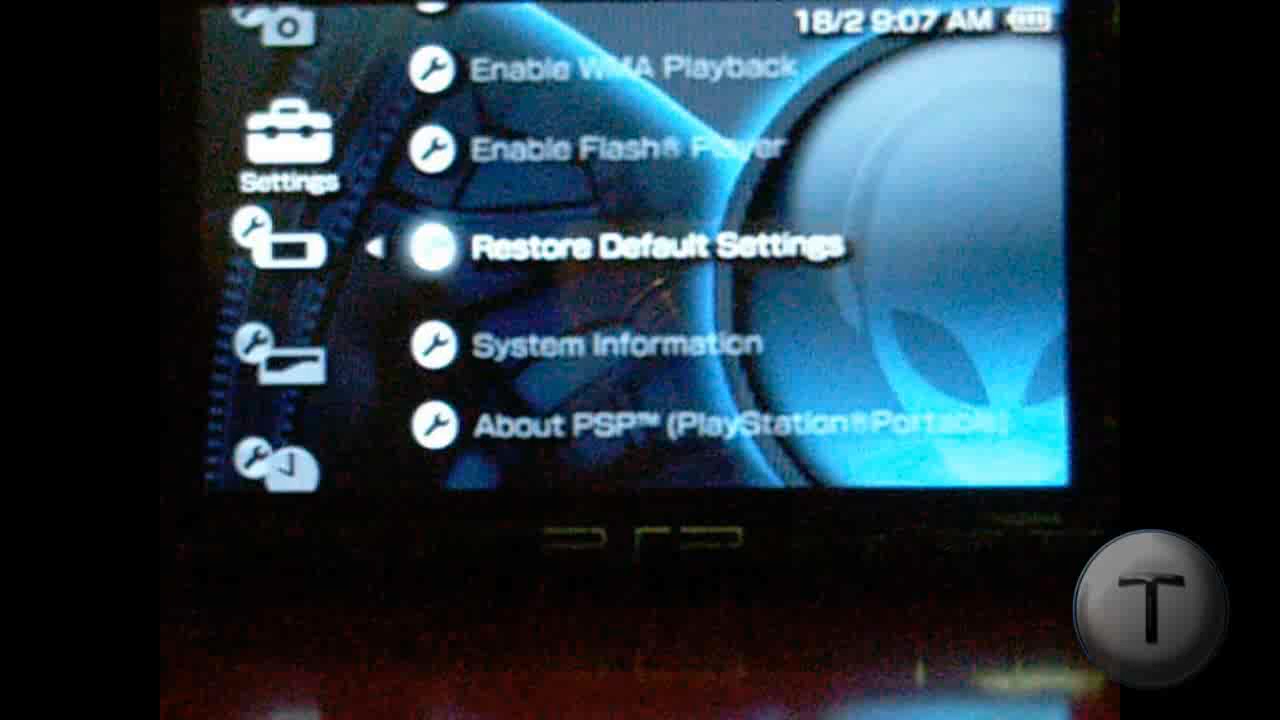 18/2 9:07 AM
Enable WMA Playback
Enable Flash® Player
Settings
Restore Default Settings
System Information
About PSP™ (PlayStation®Portable)
PSP
T